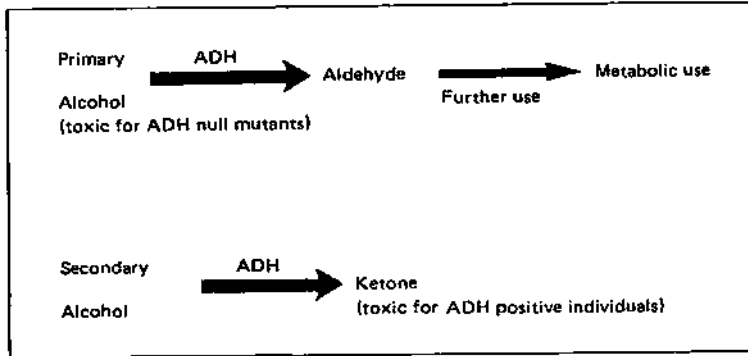 Primary
ADH
Aldehyde
Metabolic use
Further use
Alcohol
(toxic for ADH null mutants)
Secondary
ADH
Ketone
(toxic for ADH positive individuals)
Alcohol